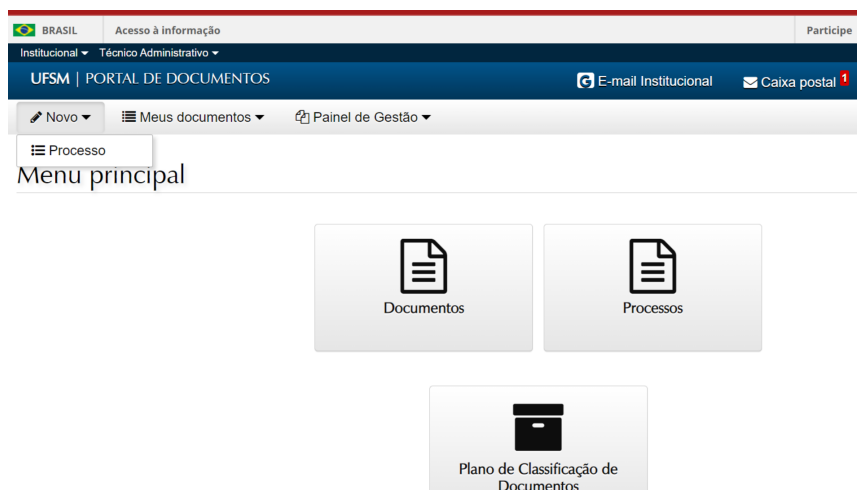 BRASIL Acesso à informação Participe
Institucional Técnico Administrativo
UFSM | PORTAL DE DOCUMENTOS E-mail Institucional Caixa postal 1
Novo Meus documentos Painel de Gestão
Processo
Menu principal
Documentos Processos
Plano de Classificação de
Documentos